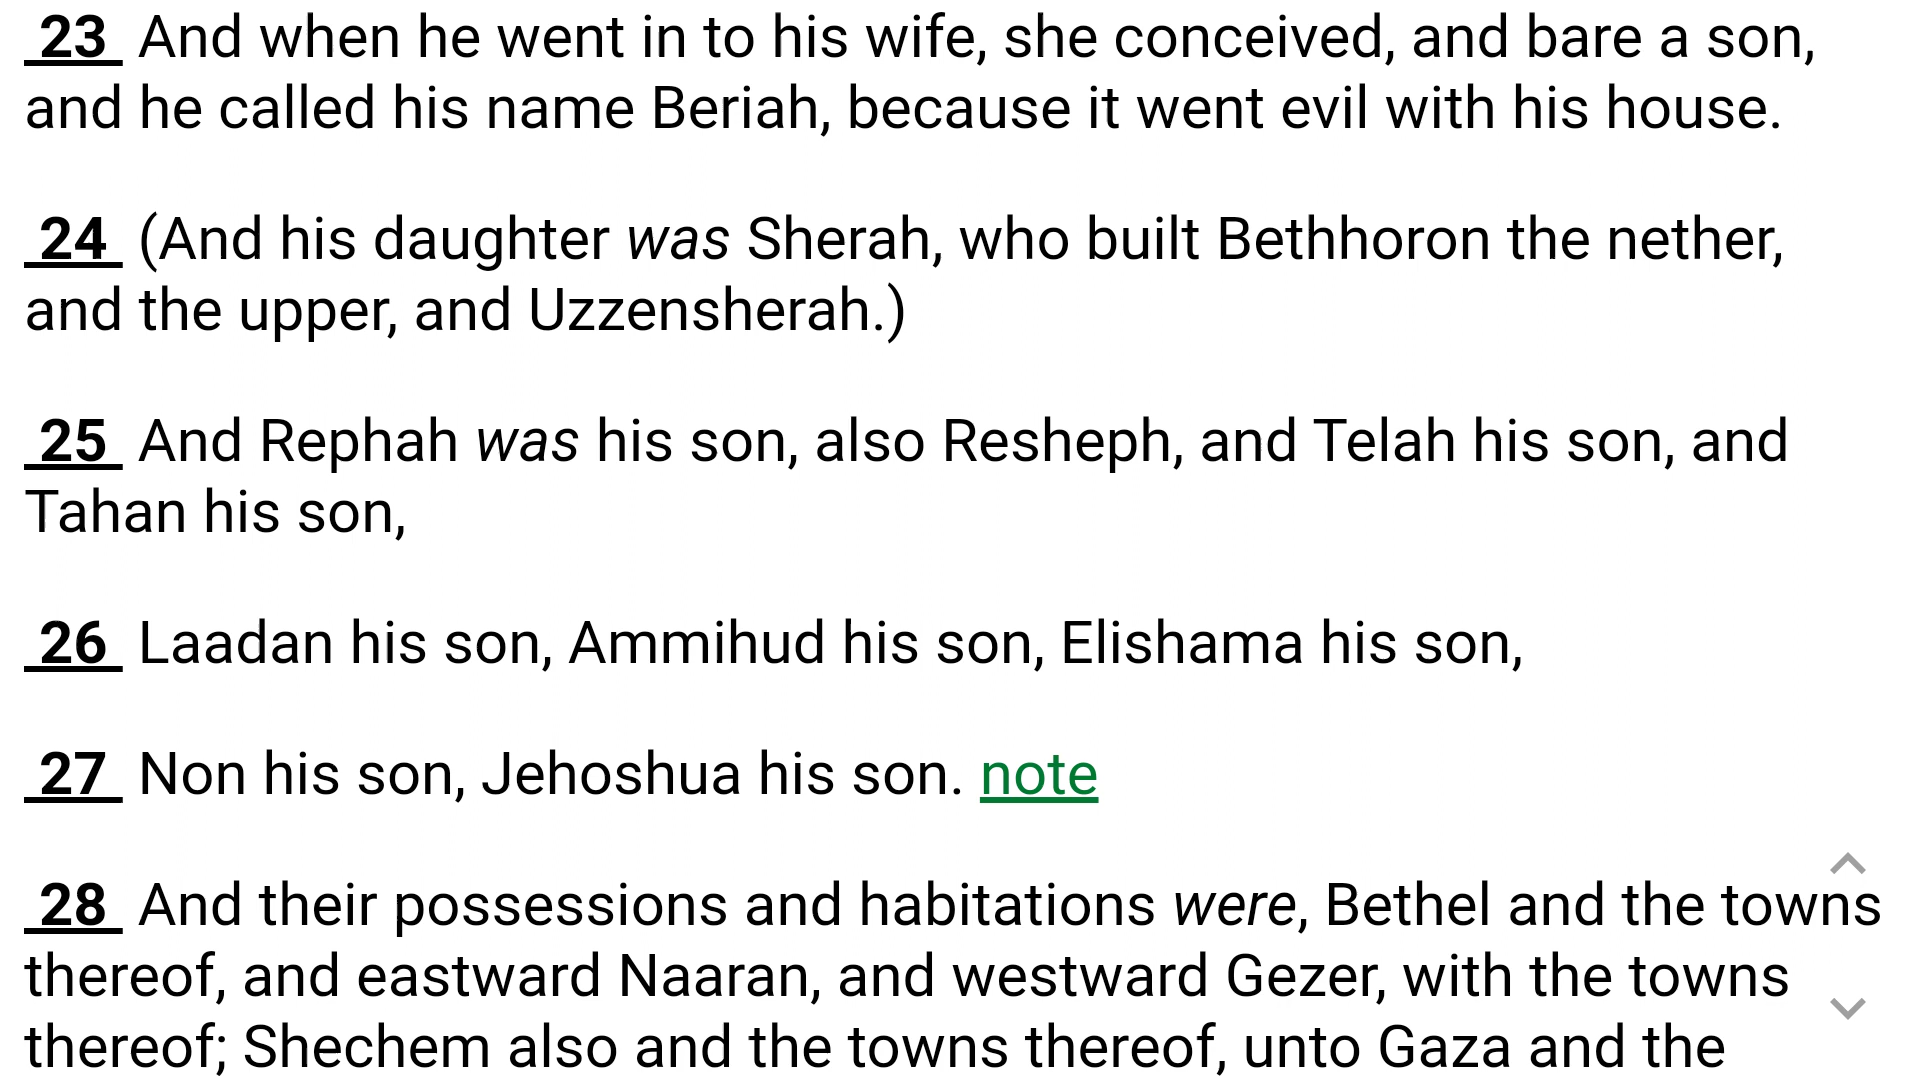 23 And when he went in to his wife, she conceived, and bare a son,
and he called his name Beriah, because it went evil with his house.
24 (And his daughter was Sherah, who built Bethhoron the nether,
and the upper, and Uzzensherah.)
25 And Rephah was his son, also Resheph, and Telah his son, and
Tahan his son,
26 Laadan his son, Ammihud his son, Elishama his son,
27 Non his son, Jehoshua his son. note
28 And their possessions and habitations were, Bethel and the towns
thereof, and eastward Naaran, and westward Gezer, with the towns
thereof; Shechem also and the towns thereof, unto Gaza and the